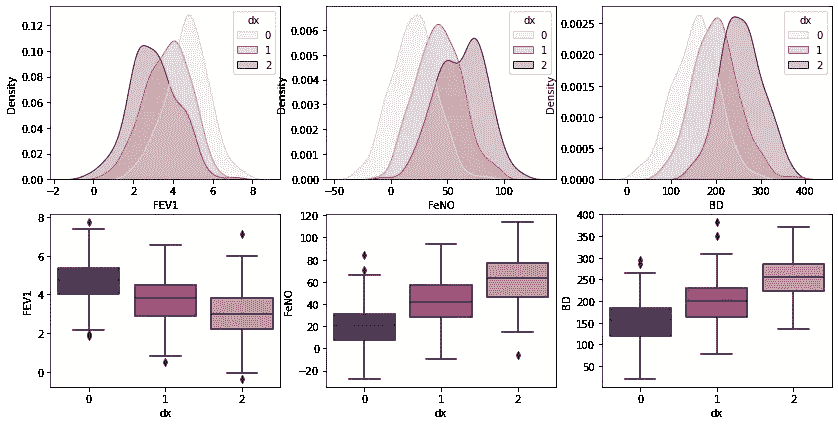 0.12
0.10
0.08
0.06
0.04
0.02
0.00
Density
-2 0 2 4 6 8
FEV1
dx
0
1
2
0.007
0.006
0.005
0.004
0.003
0.002
0.001
0.000
Density
-50 0 50 100
FeNO
dx
0
1
2
0.0025
0.0020
0.0015
0.0010
0.0005
0.0000
Density
0 100 200 300 400
BD
dx
0
1
2
8
6
4
2
0
FEV1
0 1 2
dx
120
100
80
60
40
20
0
-20
FeNO
0 1 2
dx
400
350
300
250
200
150
100
50
BD
0 1 2
dx